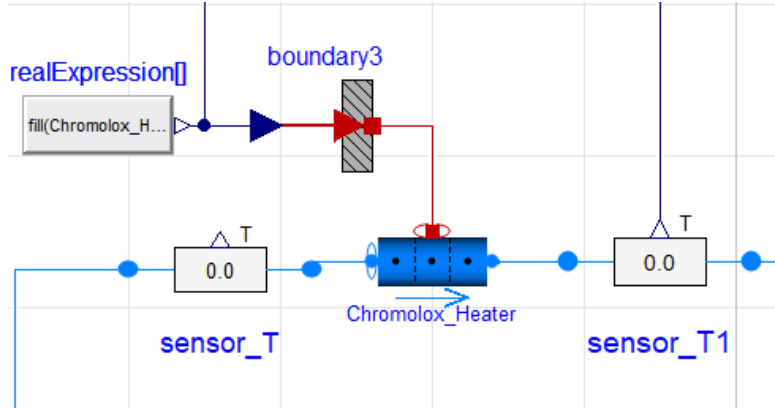 boundary3
realExpression[]
fill(Chromolox_H...
T
T
0.0
0.0
Chromolox_Heater
sensor_T
sensor_T1